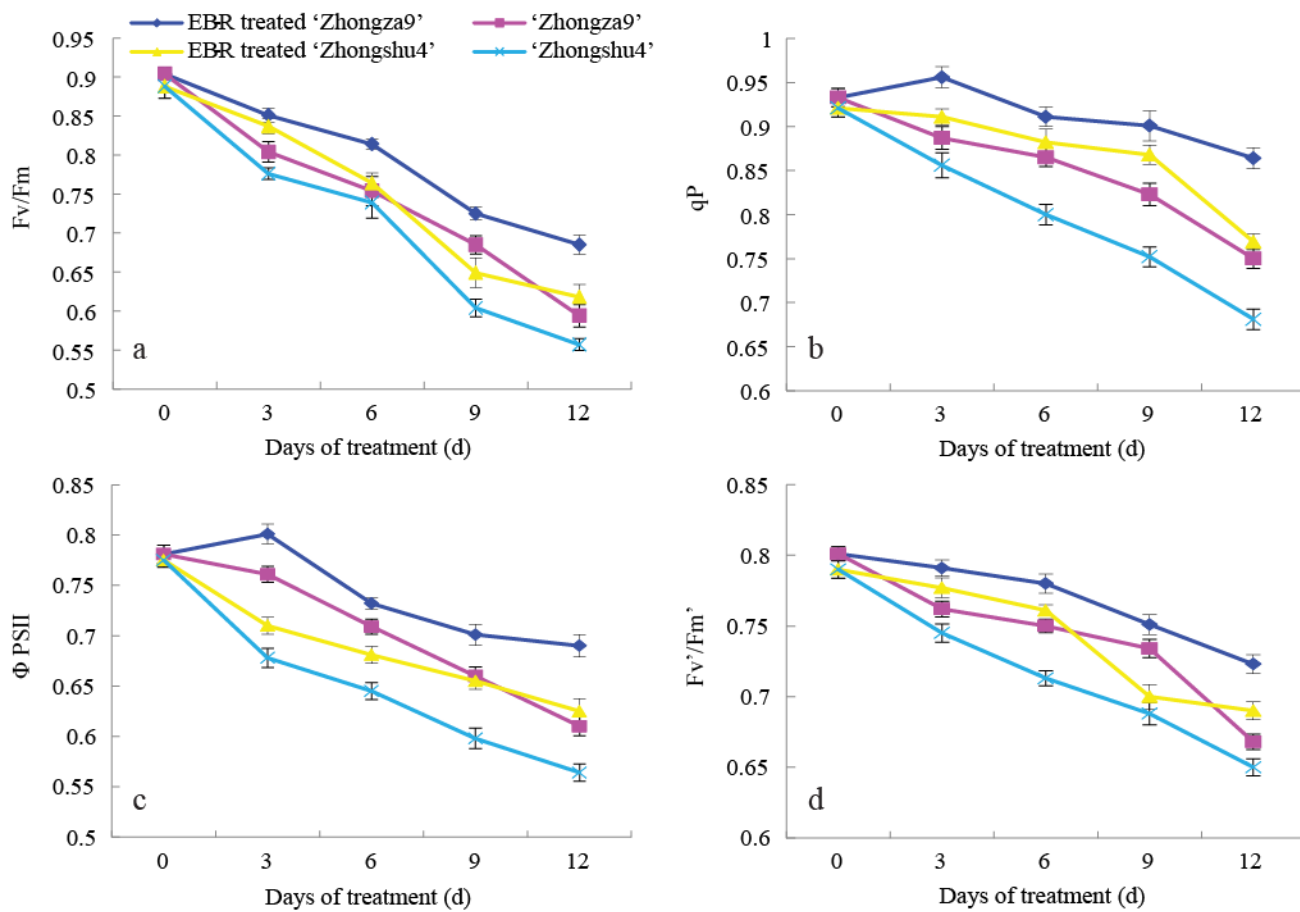 EB-R treated ‘Zhongza9’ ‘Zhongza9’
EB-R treated ‘Zhongshu4’ ‘Zhongshu4’
0.95
0.9
0.85
0.8
0.75
0.7
0.65
0.6
0.55
0.5
Fv/Fm
a
0 3 6 9 12
Days of treatment (d)
1
0.95
0.9
0.85
0.8
0.75
0.7
0.65
0.6
qP
b
0 3 6 9 12
Days of treatment (d)
0.85
0.8
0.75
0.7
0.65
0.6
0.55
0.5
Φ PSII
c
0 3 6 9 12
Days of treatment (d)
0.85
0.8
0.75
0.7
0.65
0.6
Fv’/Fm’
d
0 3 6 9 12
Days of treatment (d)